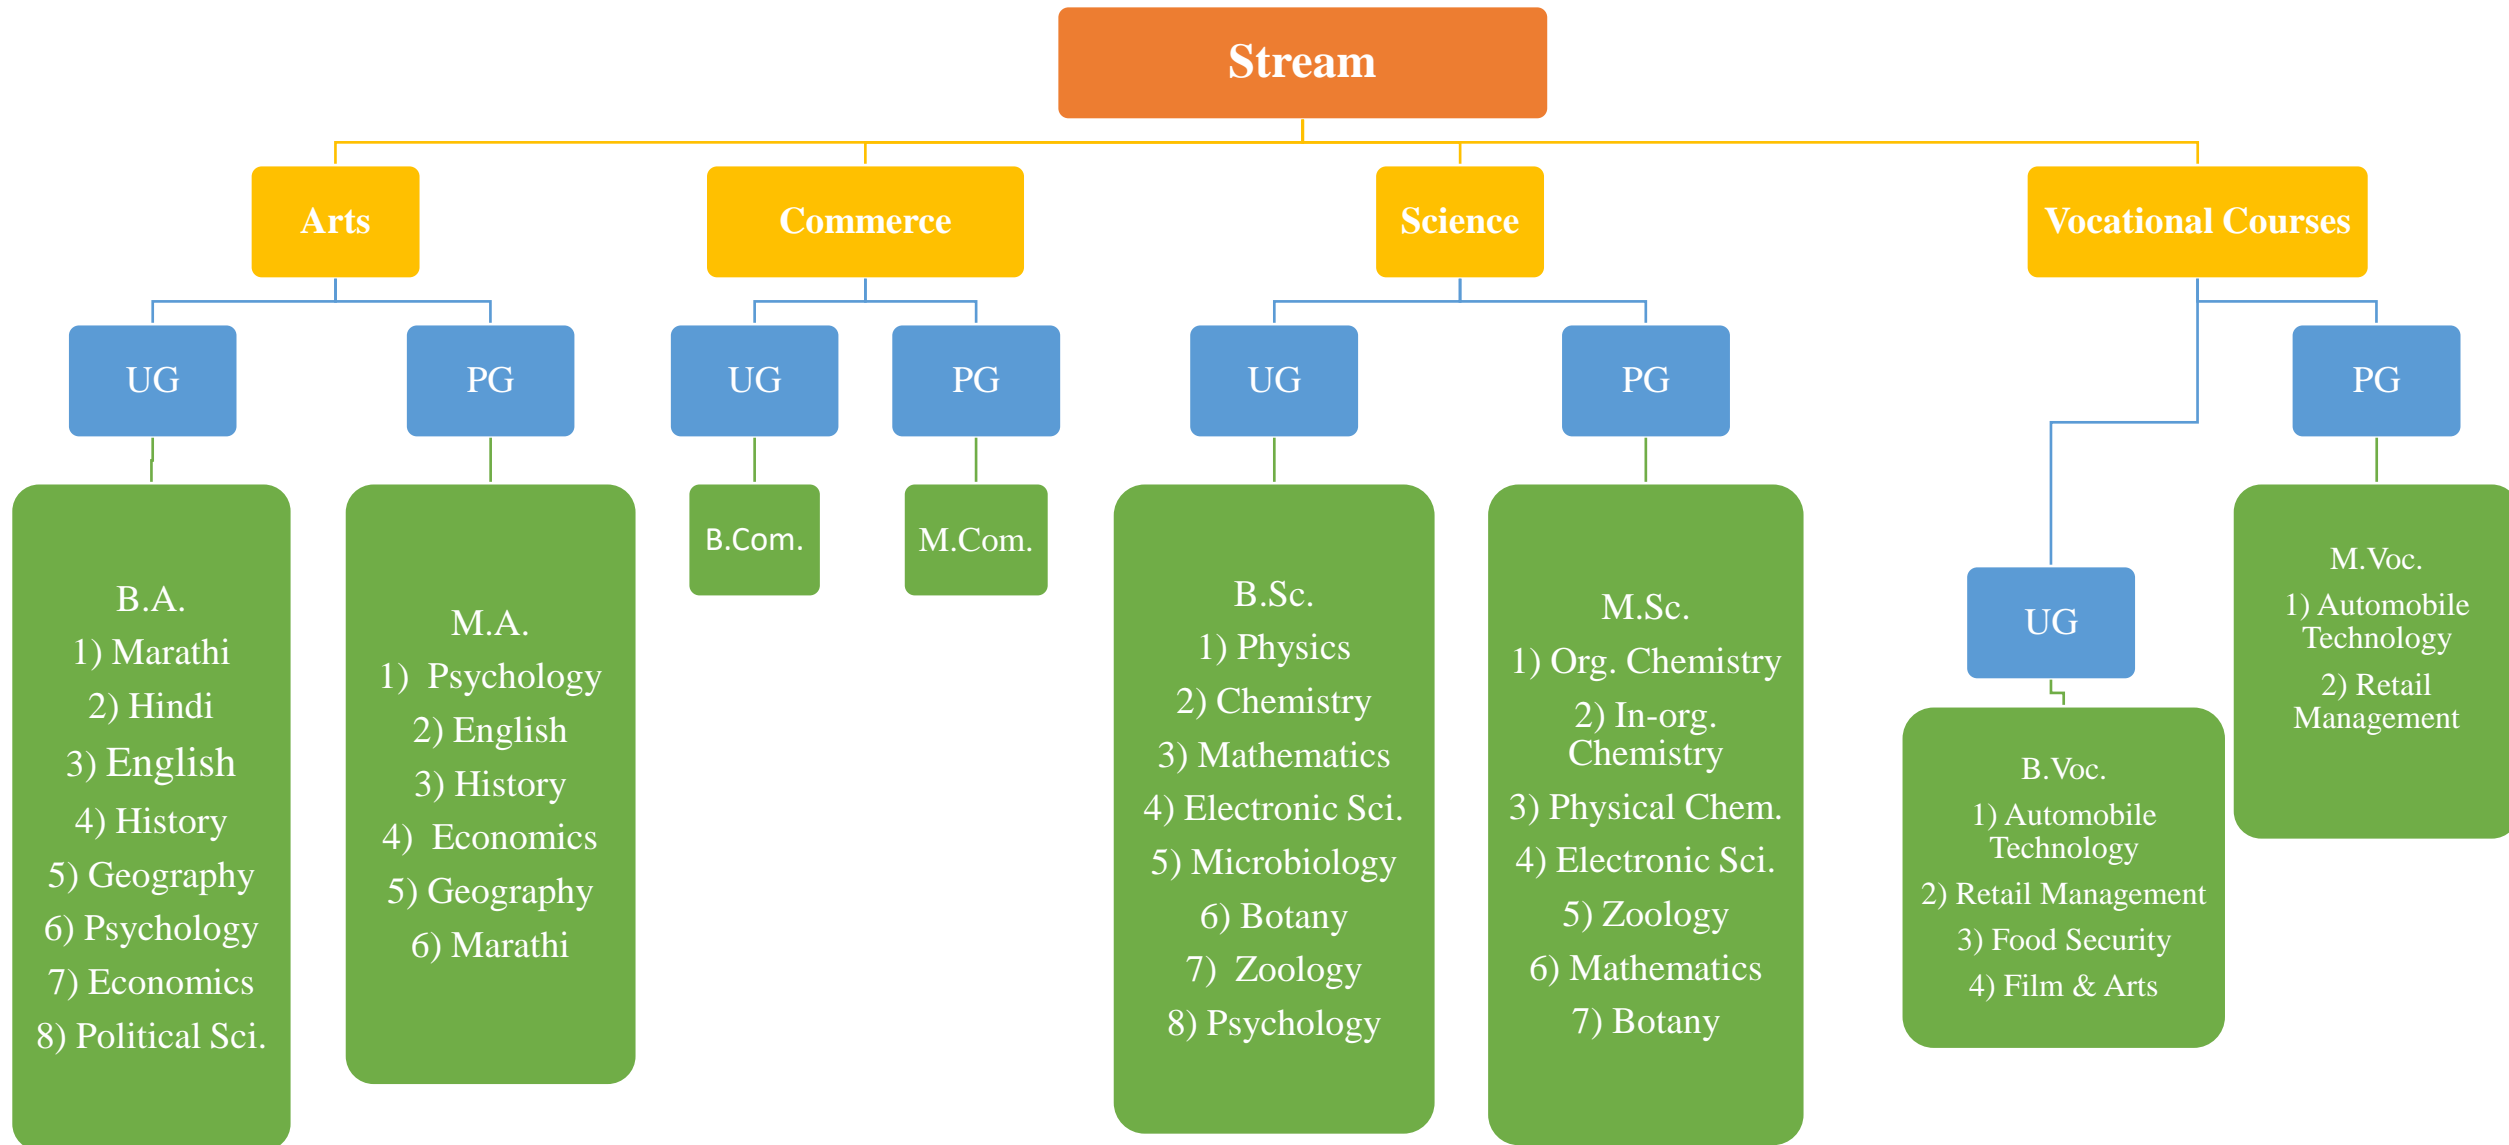 Stream
Arts
Commerce
Science
Vocational Courses
UG
PG
UG
PG
UG
PG
UG
PG
B.A.
1) Marathi
2) Hindi
3) English
4) History
5) Geography
6) Psychology
7) Economics
8) Political Sci.
M.A.
1) Psychology
2) English
3) History
4) Economics
5) Geography
6) Marathi
B.Com.
M.Com.
B.Sc.
1) Physics
2) Chemistry
3) Mathematics
4) Electronic Sci.
5) Microbiology
6) Botany
7) Zoology
8) Psychology
M.Sc.
1) Org. Chemistry
2) In-org.
Chemistry
3) Physical Chem.
4) Electronic Sci.
5) Zoology
6) Mathematics
7) Botany
B.Voc.
1) Automobile
Technology
2) Retail Management
3) Food Security
4) Film & Arts
M.Voc.
1) Automobile
Technology
2) Retail
Management